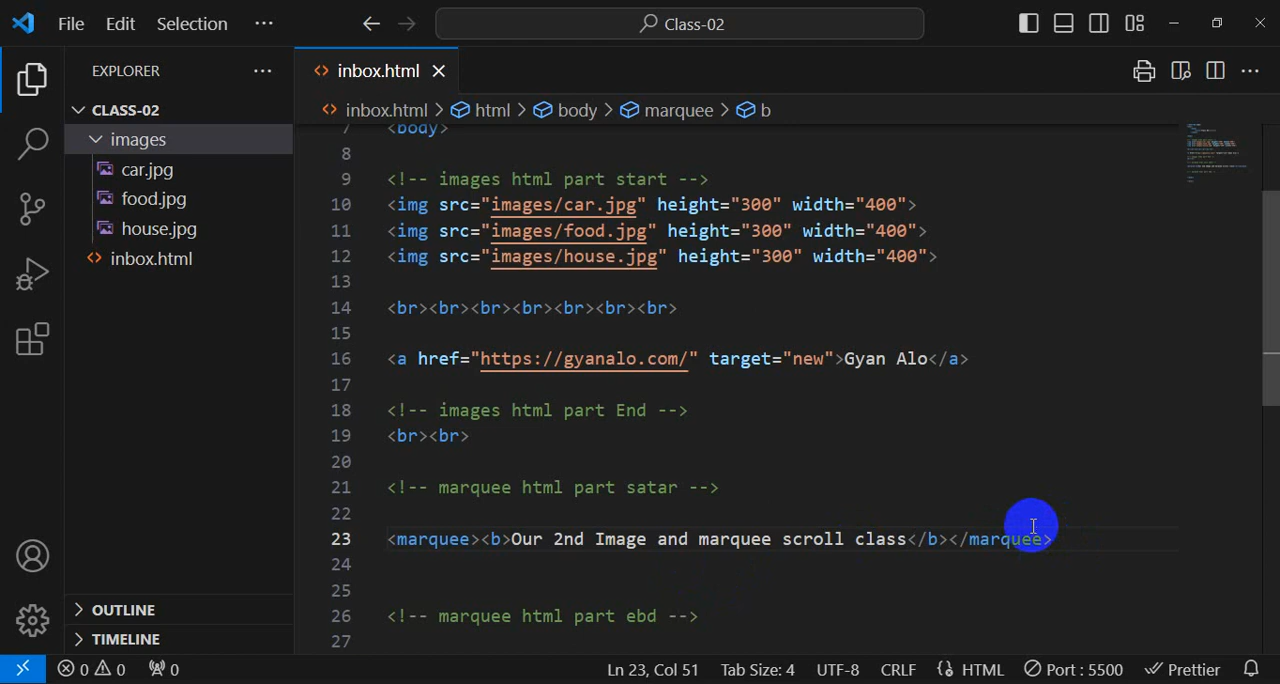 File Edit Selection ··· Class-02
EXPLORER ··· inbox.html
CLASS-02 inbox.html > html > body > marquee > b
images
car.jpg
food.jpg
house.jpg
inbox.html
OUTLINE
TIMELINE
7 <body>
8
9 <!-- images html part start -->
10 <img src="images/car.jpg" height="300" width="400">
11 <img src="images/food.jpg" height="300" width="400">
12 <img src="images/house.jpg" height="300" width="400">
13
14 <br><br><br><br><br><br><br>
15
16 <a href="https://gyanalo.com/" target="new">Gyan Alo</a>
17
18 <!-- images html part End -->
19 <br><br>
20
21 <!-- marquee html part satar -->
22
23 <marquee><b>Our 2nd Image and marquee scroll class</b></marquee>
24
25
26 <!-- marquee html part ebd -->
27
0 0 0 Ln 23, Col 51 Tab Size: 4 UTF-8 CRLF {} HTML Port : 5500 Prettier